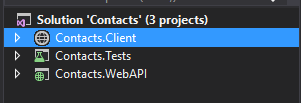 Solution 'Contacts' (3 projects)
Contacts.Client
Contacts.Tests
Contacts.WebAPI